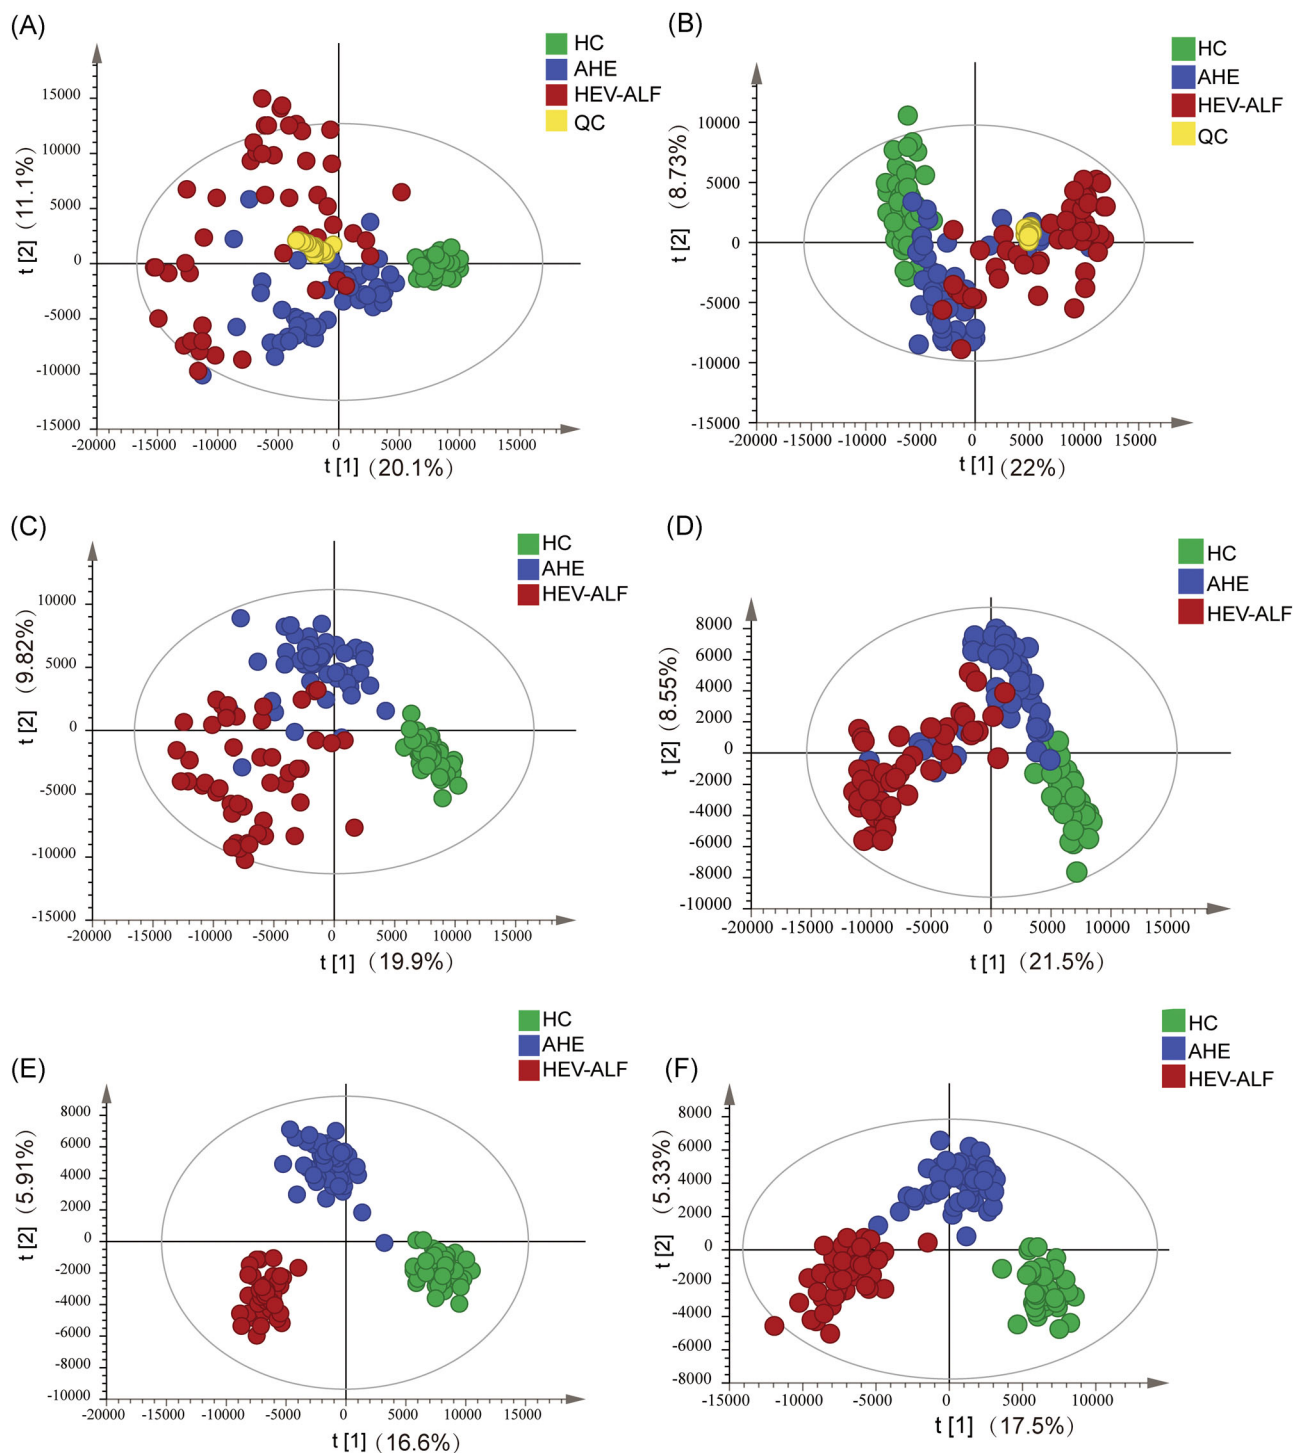 (A)
HC
AHE
HEV-ALF
QC
15000
10000
5000
0
-5000
-10000
-15000
t [2] (11.1%)
-20000 -15000 -10000 -5000 0 5000 10000 15000
t [1] (20.1%)
(B)
HC
AHE
HEV-ALF
QC
10000
5000
0
-5000
-10000
-15000
t [2] (8.73%)
-20000 -15000 -10000 -5000 0 5000 10000 15000
t [1] (22%)
(C)
HC
AHE
HEV-ALF
10000
5000
0
-5000
-10000
-15000
t [2] (9.82%)
-20000 -15000 -10000 -5000 0 5000 10000 15000
t [1] (19.9%)
(D)
HC
AHE
HEV-ALF
8000
6000
4000
2000
0
-2000
-4000
-6000
-8000
-10000
t [2] (8.55%)
-20000 -15000 -10000 -5000 0 5000 10000 15000
t [1] (21.5%)
(E)
HC
AHE
HEV-ALF
8000
6000
4000
2000
0
-2000
-4000
-6000
-8000
-10000
t [2] (5.91%)
-20000 -15000 -10000 -5000 0 5000 10000 15000
t [1] (16.6%)
(F)
HC
AHE
HEV-ALF
8000
6000
4000
2000
0
-2000
-4000
-6000
-8000
t [2] (5.33%)
-15000 -10000 -5000 0 5000 10000
t [1] (17.5%)